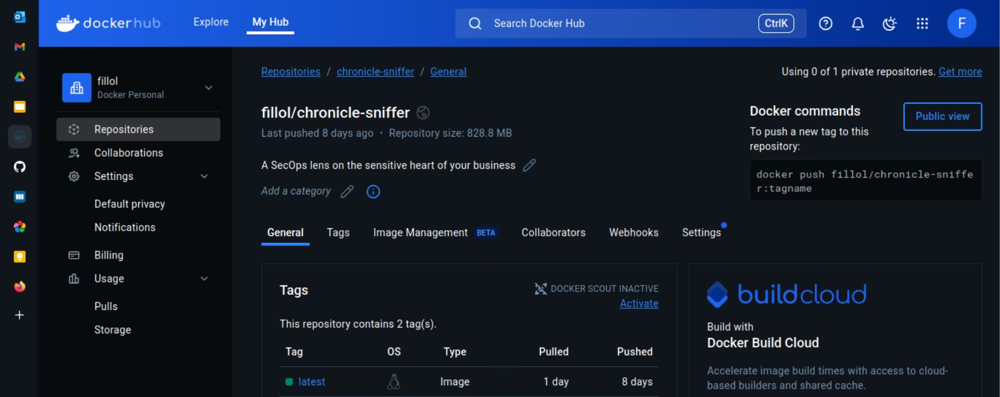 dockerhub
Explore
My Hub
Search Docker Hub
CtrlK
F
fillol
Docker Personal
Repositories
Collaborations
Settings
Default privacy
Notifications
Billing
Usage
Pulls
Storage
Repositories / chronicle-sniffer / General
Using 0 of 1 private repositories. Get more
fillol/chronicle-sniffer
Last pushed 8 days ago • Repository size: 828.8 MB
A SecOps lens on the sensitive heart of your business
Add a category
Docker commands
Public view
To push a new tag to this
repository:
docker push fillol/chronicle-sniffe
r:tagname
General
Tags
Image Management BETA
Collaborators
Webhooks
Settings
Tags
DOCKER SCOUT INACTIVE
Activate
This repository contains 2 tag(s).
Tag OS Type Pulled Pushed
latest Image 1 day 8 days
buildcloud
Build with
Docker Build Cloud
Accelerate image build times with access to cloud-
based builders and shared cache.